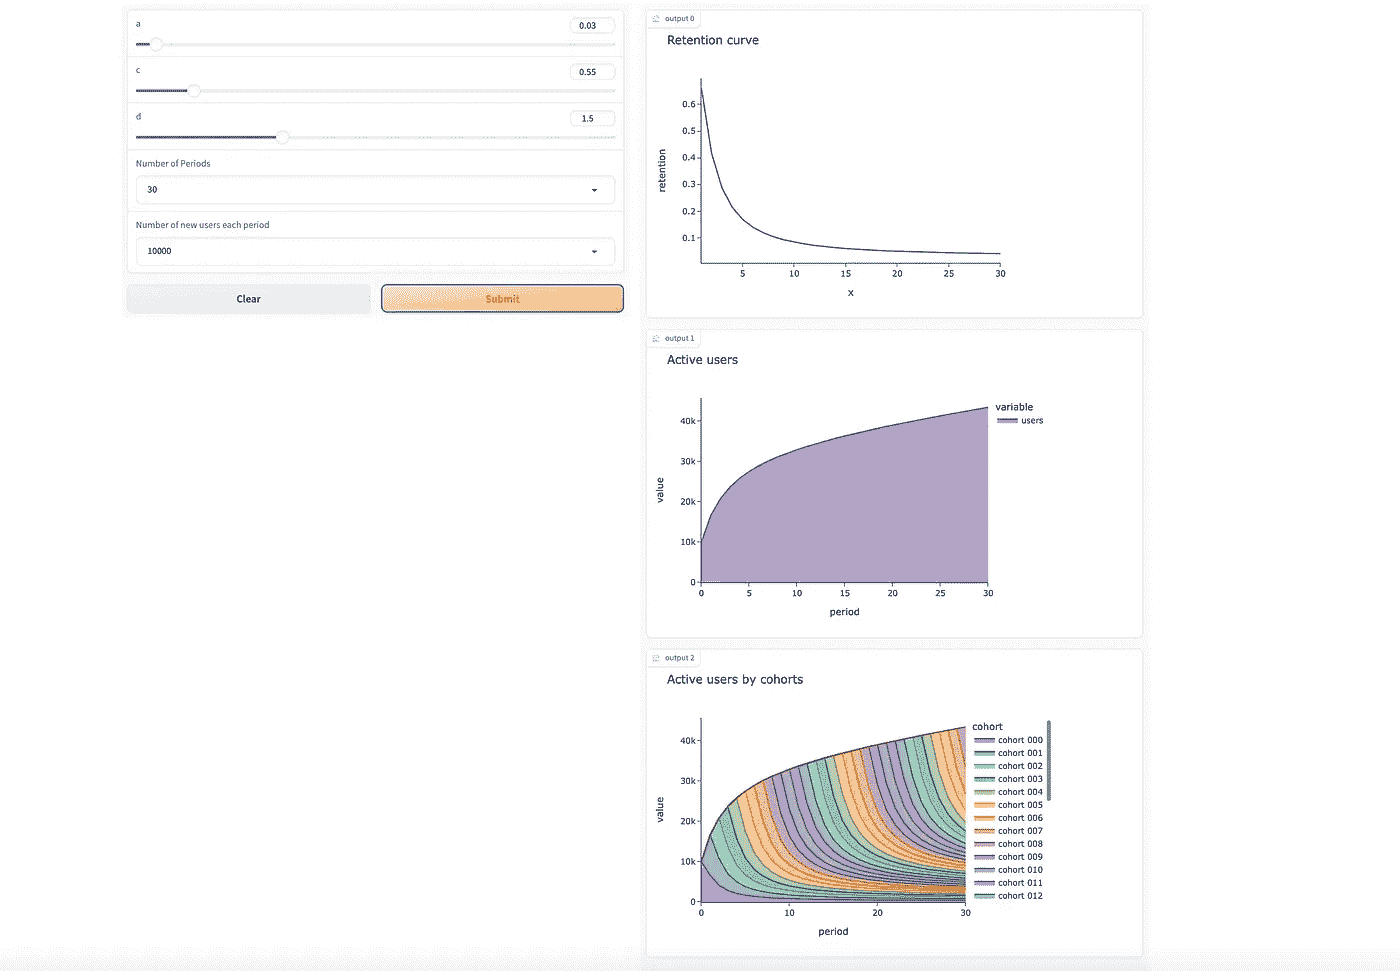 a
0.03
c
0.55
d
1.5
Number of Periods
30
Number of new users each period
10000
Clear
Submit
output 0
Retention curve
0.6
0.5
0.4
0.3
0.2
0.1
retention
5 10 15 20 25 30
x
output 1
Active users
40k
30k
20k
10k
0
value
0 5 10 15 20 25 30
period
variable
users
output 2
Active users by cohorts
40k
30k
20k
10k
0
value
0 10 20 30
period
cohort
cohort 000
cohort 001
cohort 002
cohort 003
cohort 004
cohort 005
cohort 006
cohort 007
cohort 008
cohort 009
cohort 010
cohort 011
cohort 012